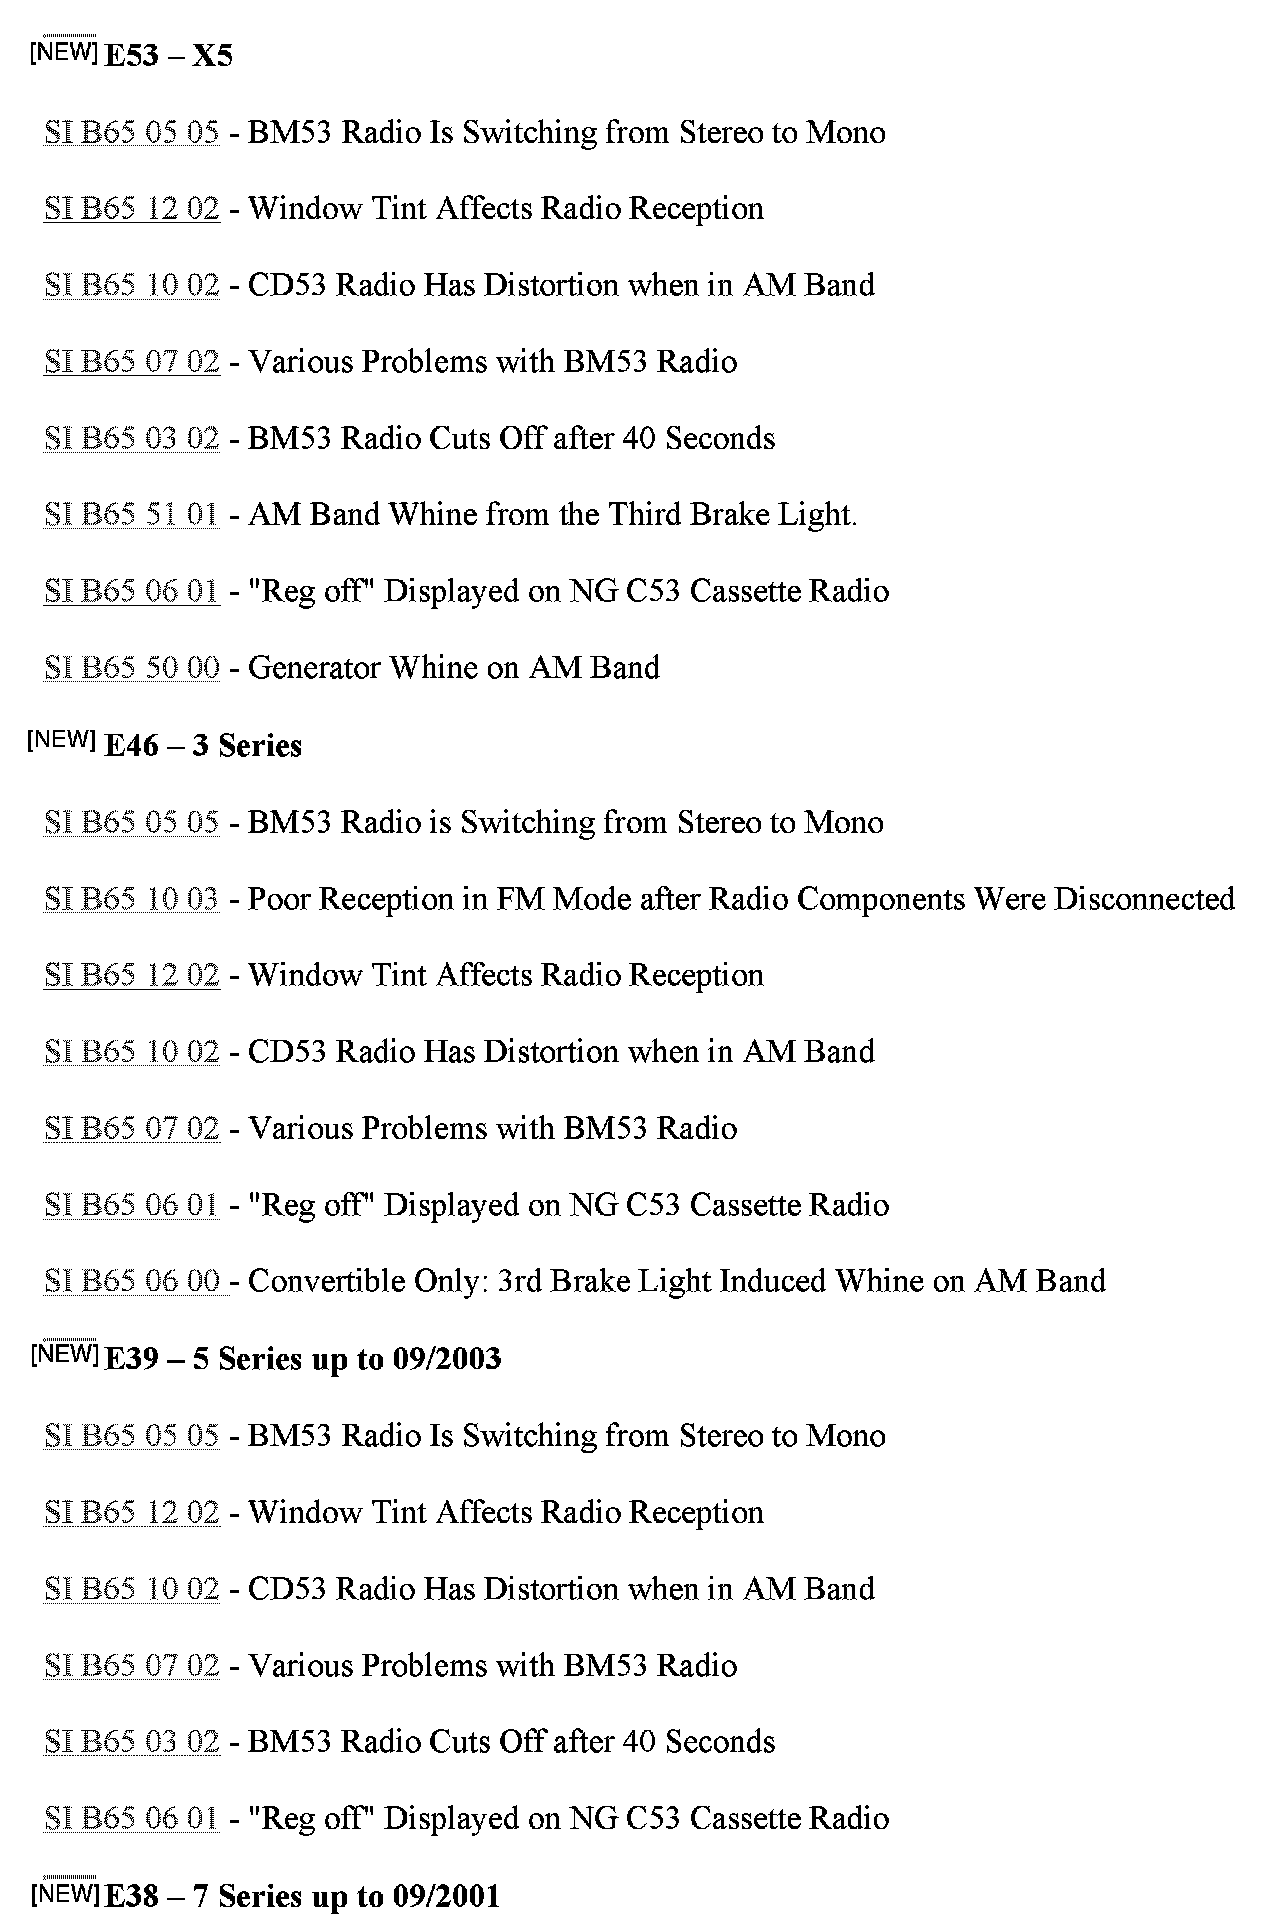 [NEW] E53 – X5
SI B65 05 05 - BM53 Radio Is Switching from Stereo to Mono
SI B65 12 02 - Window Tint Affects Radio Reception
SI B65 10 02 - CD53 Radio Has Distortion when in AM Band
SI B65 07 02 - Various Problems with BM53 Radio
SI B65 03 02 - BM53 Radio Cuts Off after 40 Seconds
SI B65 51 01 - AM Band Whine from the Third Brake Light.
SI B65 06 01 - "Reg off" Displayed on NG C53 Cassette Radio
SI B65 50 00 - Generator Whine on AM Band
[NEW] E46 – 3 Series
SI B65 05 05 - BM53 Radio is Switching from Stereo to Mono
SI B65 10 03 - Poor Reception in FM Mode after Radio Components Were Disconnected
SI B65 12 02 - Window Tint Affects Radio Reception
SI B65 10 02 - CD53 Radio Has Distortion when in AM Band
SI B65 07 02 - Various Problems with BM53 Radio
SI B65 06 01 - "Reg off" Displayed on NG C53 Cassette Radio
SI B65 06 00 - Convertible Only: 3rd Brake Light Induced Whine on AM Band
[NEW] E39 – 5 Series up to 09/2003
SI B65 05 05 - BM53 Radio Is Switching from Stereo to Mono
SI B65 12 02 - Window Tint Affects Radio Reception
SI B65 10 02 - CD53 Radio Has Distortion when in AM Band
SI B65 07 02 - Various Problems with BM53 Radio
SI B65 03 02 - BM53 Radio Cuts Off after 40 Seconds
SI B65 06 01 - "Reg off" Displayed on NG C53 Cassette Radio
[NEW] E38 – 7 Series up to 09/2001